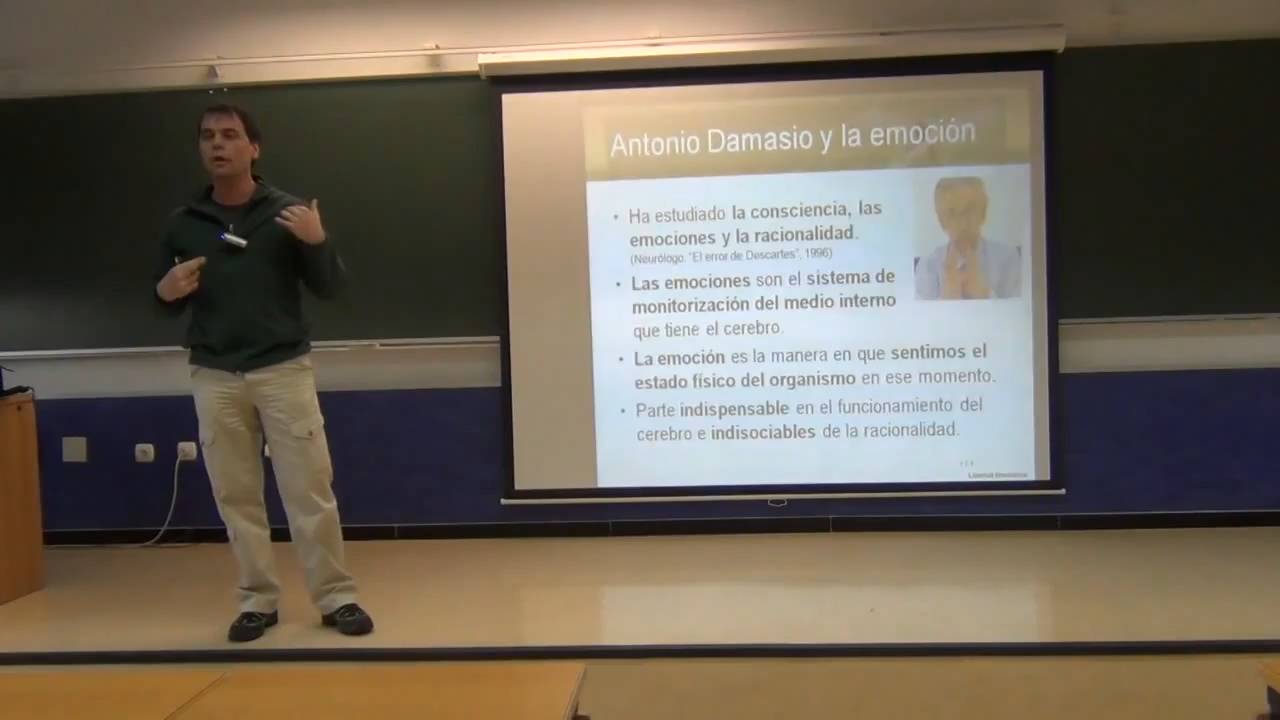 Antonio Damasio y la emoción
• Ha estudiado la consciencia, las
emociones y la racionalidad.
(Neurólogo. "El error de Descartes", 1996)
• Las emociones son el sistema de
monitorización del medio interno
que tiene el cerebro.
• La emoción es la manera en que sentimos el
estado físico del organismo en ese momento.
• Parte indispensable en el funcionamiento del
cerebro e indisociables de la racionalidad.